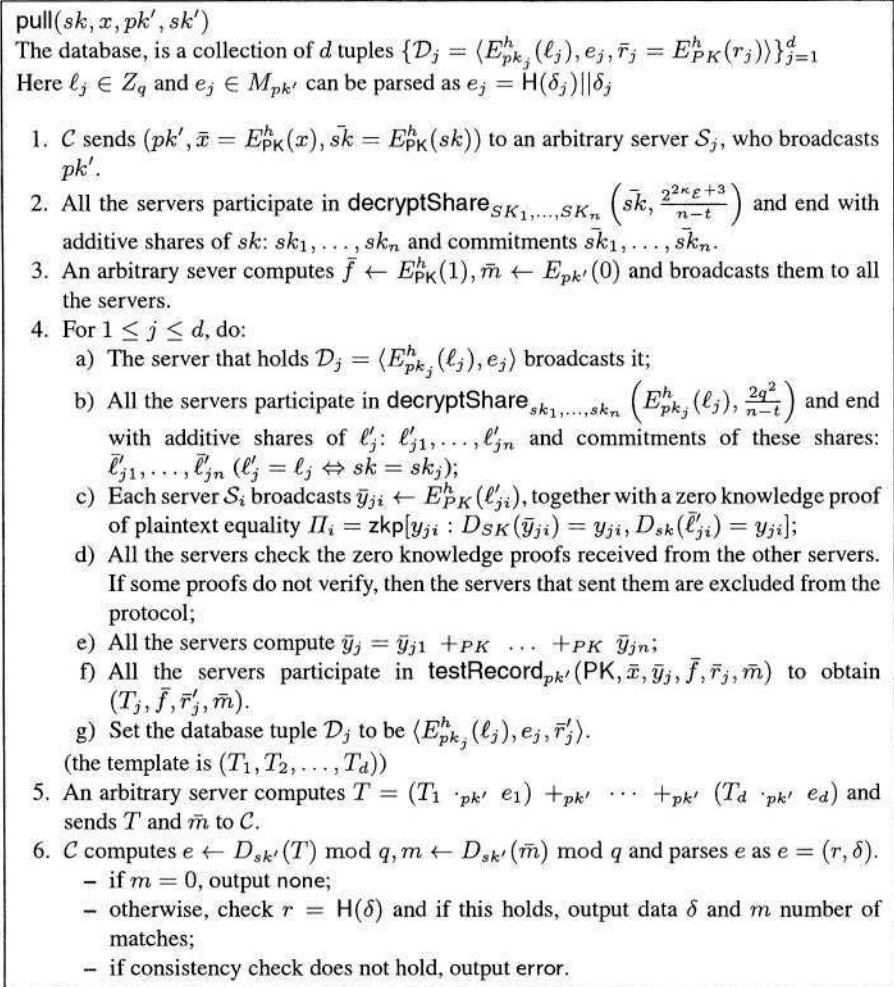 pull(sk, x, pk′, sk′)
The database, is a collection of d tuples {𝒟_j = ⟨E^h_{pk_j}(ℓ_j), e_j, r̄_j = E^h_{PK}(r_j)⟩}^d_{j=1}
Here ℓ_j ∈ Z_q and e_j ∈ M_{pk′} can be parsed as e_j = H(δ_j)||δ_j
1. 𝒞 sends (pk′, x̄ = E^h_{PK}(x), s̄k = E^h_{PK}(sk)) to an arbitrary server 𝒮_j, who broadcasts
pk′.
2. All the servers participate in decryptShare_{SK_1,...,SK_n} (s̄k, \frac{2^{2κ_ε+3}}{n−t}) and end with
additive shares of sk: sk_1, . . . , sk_n and commitments s̄k_1, . . . , s̄k_n.
3. An arbitrary sever computes f̄ ← E^h_{PK}(1), m̄ ← E_{pk′}(0) and broadcasts them to all
the servers.
4. For 1 ≤ j ≤ d, do:
a) The server that holds 𝒟_j = ⟨E^h_{pk_j}(ℓ_j), e_j⟩ broadcasts it;
b) All the servers participate in decryptShare_{sk_1,...,sk_n} (E^h_{pk_j}(ℓ_j), \frac{2q^2}{n−t}) and end
with additive shares of ℓ′_j: ℓ′_{j1}, . . . , ℓ′_{jn} and commitments of these shares:
ℓ̄′_{j1}, . . . , ℓ̄′_{jn} (ℓ′_j = ℓ_j ⇔ sk = sk_j);
c) Each server 𝒮_i broadcasts ȳ_{ji} ← E^h_{PK}(ℓ′_{ji}), together with a zero knowledge proof
of plaintext equality Π_i = zkp[y_{ji} : D_{SK}(ȳ_{ji}) = y_{ji}, D_{sk}(ℓ̄′_{ji}) = y_{ji}];
d) All the servers check the zero knowledge proofs received from the other servers.
If some proofs do not verify, then the servers that sent them are excluded from the
protocol;
e) All the servers compute ȳ_j = ȳ_{j1} +_{PK} . . . +_{PK} ȳ_{jn};
f) All the servers participate in testRecord_{pk′}(PK, x̄, ȳ_j, f̄, r̄_j, m̄) to obtain
(T_j, f̄, r̄′_j, m̄).
g) Set the database tuple 𝒟_j to be ⟨E^h_{pk_j}(ℓ_j), e_j, r̄′_j⟩.
(the template is (T_1, T_2, . . . , T_d))
5. An arbitrary server computes T = (T_1 ·_{pk′} e_1) +_{pk′} · · · +_{pk′} (T_d ·_{pk′} e_d) and
sends T and m̄ to 𝒞.
6. 𝒞 computes e ← D_{sk′}(T) mod q, m ← D_{sk′}(m̄) mod q and parses e as e = (r, δ).
– if m = 0, output none;
– otherwise, check r = H(δ) and if this holds, output data δ and m number of
matches;
– if consistency check does not hold, output error.